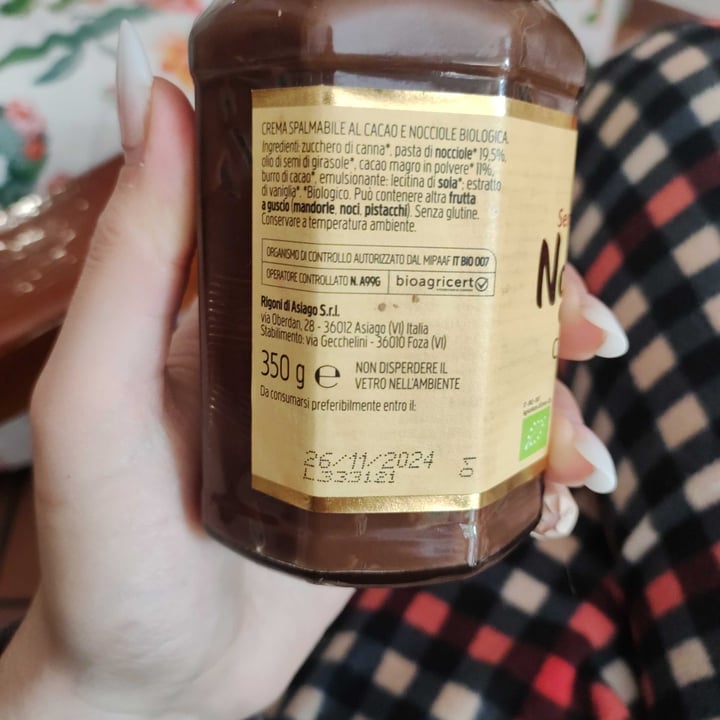 CREMA SPALMABILE AL CACAO E NOCCIOLE BIOLOGICA.
Ingredienti: zucchero di canna*, pasta di nocciole* 19,5%,
olio di semi di girasole*, cacao magro in polvere* 11%,
burro di cacao*, emulsionante: lecitina di soia*; estratto
di vaniglia*. *Biologico. Può contenere altra frutta
a guscio (mandorle, noci, pistacchi). Senza glutine.
Conservare a temperatura ambiente.
ORGANISMO DI CONTROLLO AUTORIZZATO DAL MIPAAF IT BIO 007
OPERATORE CONTROLLATO N. A99G
bioagricert
Rigoni di Asiago S.r.l.
via Oberdan, 28 - 36012 Asiago (VI) Italia
Stabilimento: via Gecchelini - 36010 Foza (VI)
350 g e
NON DISPERDERE IL
VETRO NELL'AMBIENTE
Da consumarsi preferibilmente entro il:
26/11/2024
L333121
01
Se
No